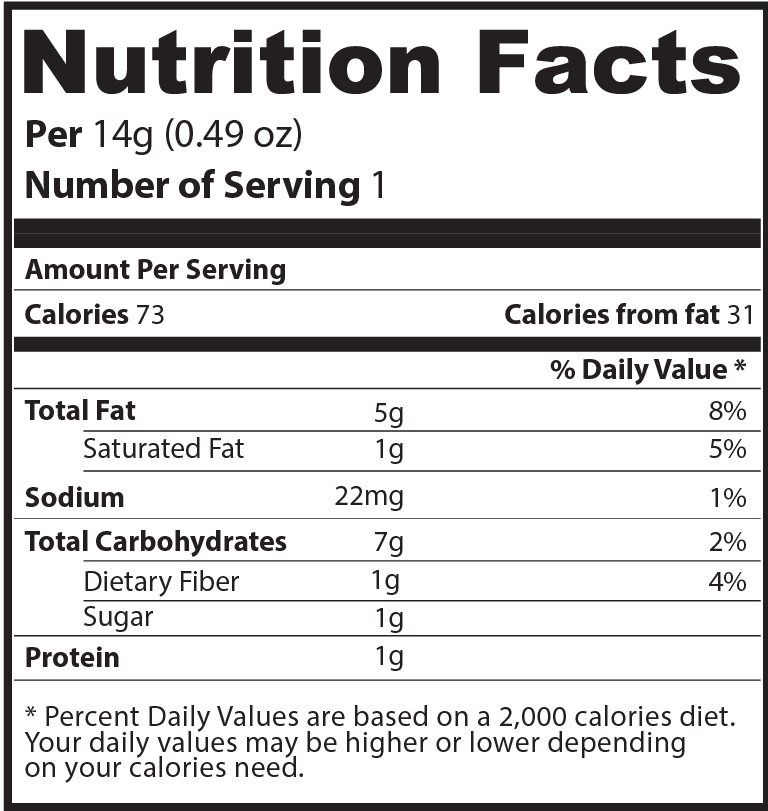 Nutrition Facts
Per 14g (0.49 oz)
Number of Serving 1
Amount Per Serving
Calories 73 Calories from fat 31
% Daily Value *
Total Fat 5g 8%
Saturated Fat 1g 5%
Sodium 22mg 1%
Total Carbohydrates 7g 2%
Dietary Fiber 1g 4%
Sugar 1g
Protein 1g
* Percent Daily Values are based on a 2,000 calories diet.
Your daily values may be higher or lower depending
on your calories need.